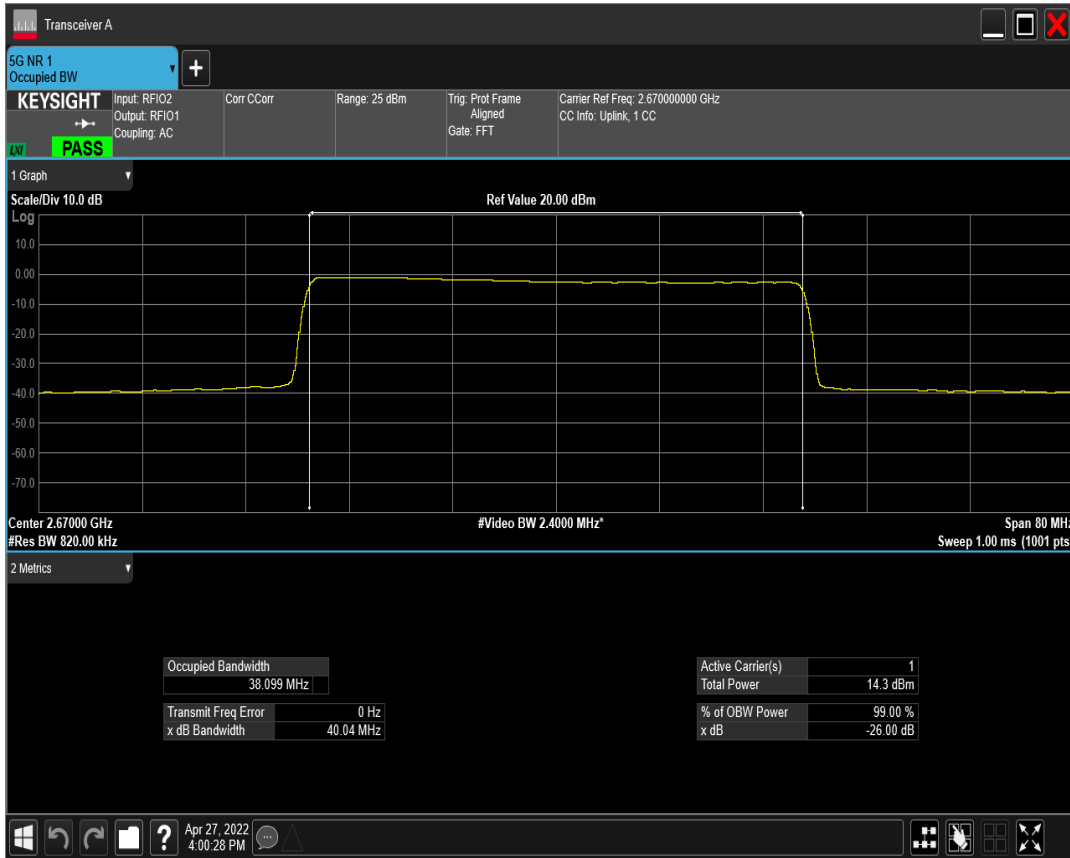 Transceiver A
5G NR 1
Occupied BW
+
KEYSIGHT
LXI
PASS
Input: RFIO2
Output: RFIO1
Coupling: AC
Corr CCorr
Range: 25 dBm
Trig: Prot Frame
Aligned
Gate: FFT
Carrier Ref Freq: 2.670000000 GHz
CC Info: Uplink, 1 CC
1 Graph
Scale/Div 10.0 dB
Ref Value 20.00 dBm
Log
10.0
0.00
-10.0
-20.0
-30.0
-40.0
-50.0
-60.0
-70.0
Center 2.67000 GHz
#Video BW 2.4000 MHz*
Span 80 MHz
#Res BW 820.00 kHz
Sweep 1.00 ms (1001 pts
2 Metrics
Occupied Bandwidth
38.099 MHz
Transmit Freq Error 0 Hz
x dB Bandwidth 40.04 MHz
Active Carrier(s) 1
Total Power 14.3 dBm
% of OBW Power 99.00 %
x dB -26.00 dB
?
Apr 27, 2022
4:00:28 PM